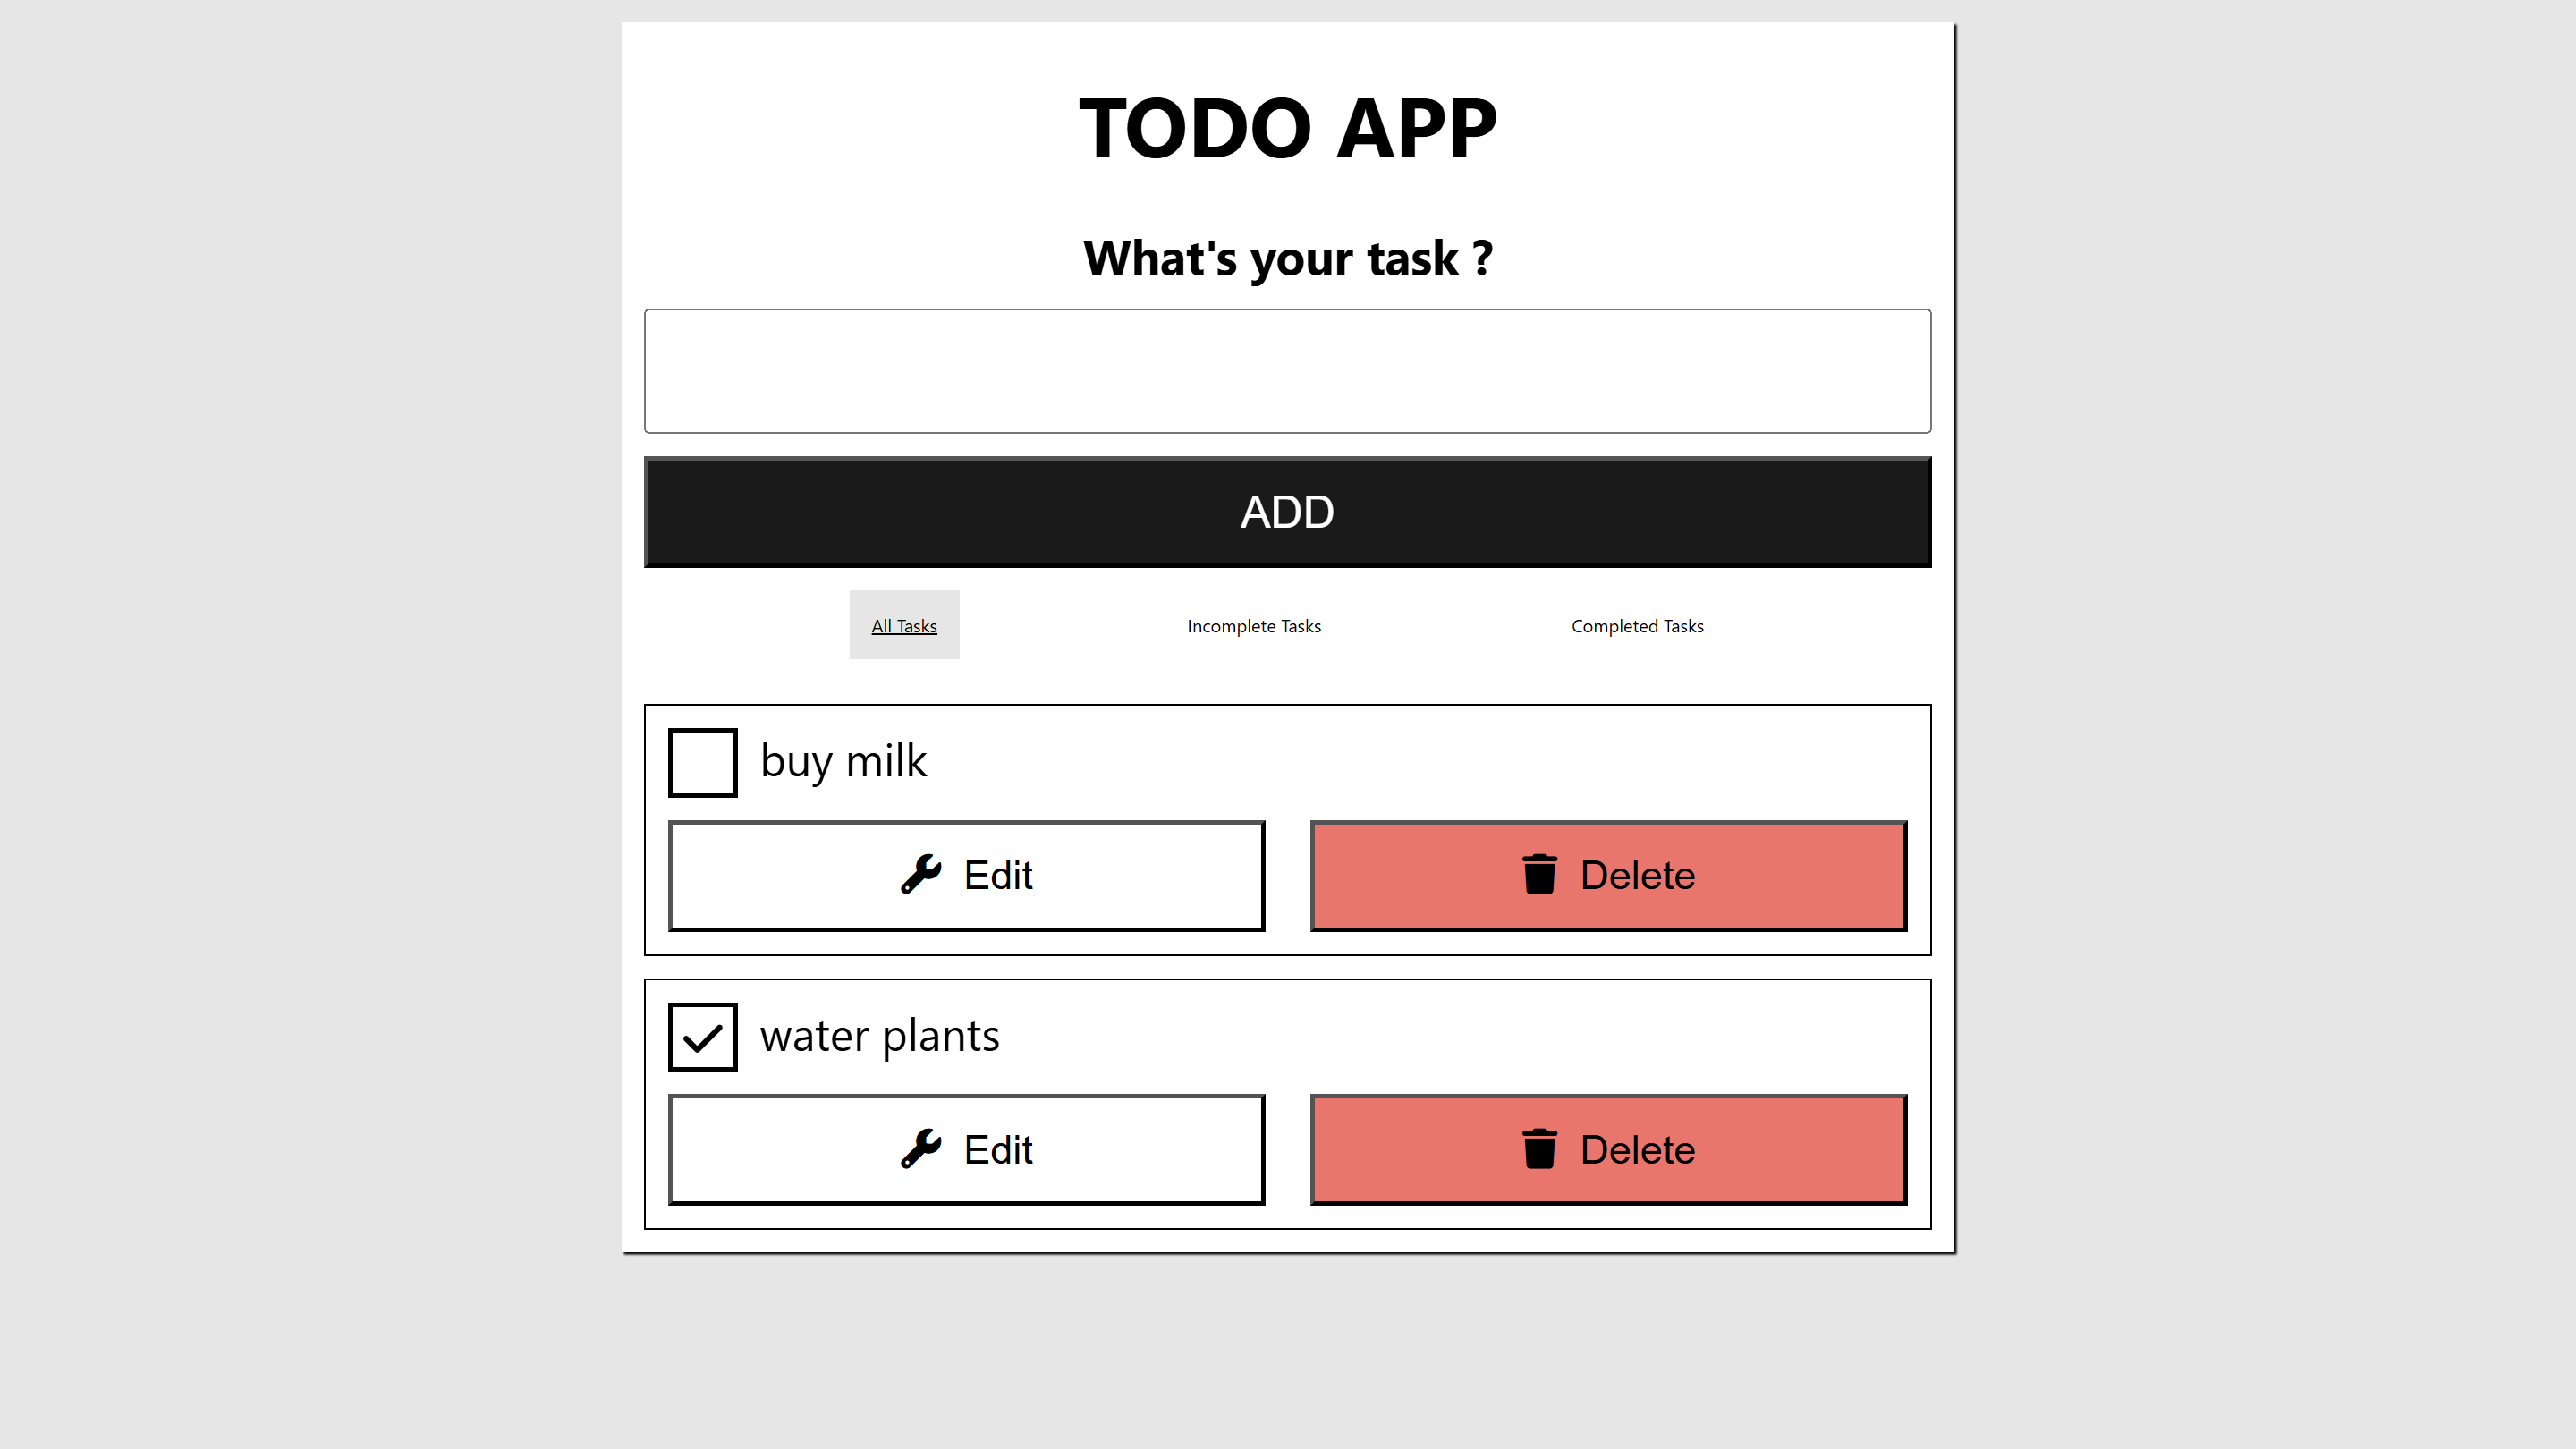 TODO APP
What's your task ?
ADD
All Tasks Incomplete Tasks Completed Tasks
buy milk
Edit Delete
water plants
Edit Delete